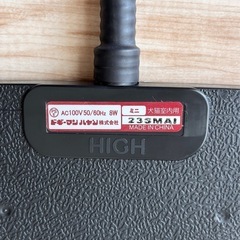 AC100V 50/60Hz 8W
ドギーマンハヤシ株式会社
ミニ 犬猫室内用
23SMAI
MADE IN CHINA
HIGH